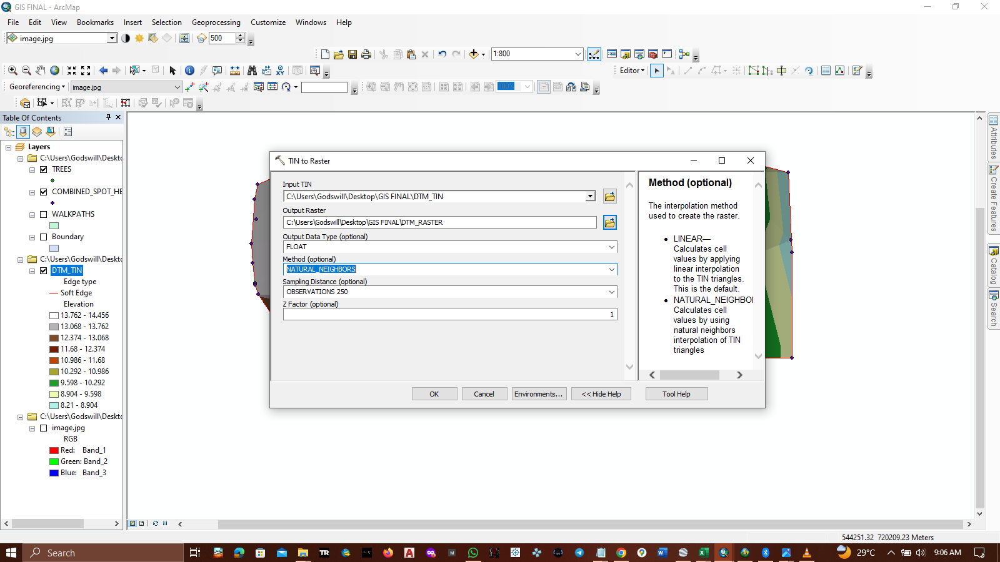 GIS FINAL - ArcMap
File Edit View Bookmarks Insert Selection Geoprocessing Customize Windows Help
image.jpg 500
1:800
Editor
Georeferencing image.jpg 100%
Table Of Contents
Layers
C:\Users\Godswill\Deskto
TREES
COMBINED_SPOT_HE
WALKPATHS
Boundary
C:\Users\Godswill\Deskto
DTM_TIN
Edge type
Soft Edge
Elevation
13.762 - 14.456
13.068 - 13.762
12.374 - 13.068
11.68 - 12.374
10.986 - 11.68
10.292 - 10.986
9.598 - 10.292
8.904 - 9.598
8.21 - 8.904
C:\Users\Godswill\Deskto
image.jpg
RGB
Red: Band_1
Green: Band_2
Blue: Band_3
TIN to Raster
Input TIN
C:\Users\Godswill\Desktop\GIS FINAL\DTM_TIN
Output Raster
C:\Users\Godswill\Desktop\GIS FINAL\DTM_RASTER
Output Data Type (optional)
FLOAT
Method (optional)
NATURAL_NEIGHBORS
Sampling Distance (optional)
OBSERVATIONS 250
Z Factor (optional)
1
OK Cancel Environments... << Hide Help Tool Help
Method (optional)
The interpolation method
used to create the raster.
LINEAR—
Calculates cell
values by applying
linear interpolation
to the TIN triangles.
This is the default.
NATURAL_NEIGHBOI
Calculates cell
values by using
natural neighbors
interpolation of TIN
triangles
Attributes
Create Features
Catalog
Search
544251.32 720209.23 Meters
Search
TR
29°C
9:06 AM